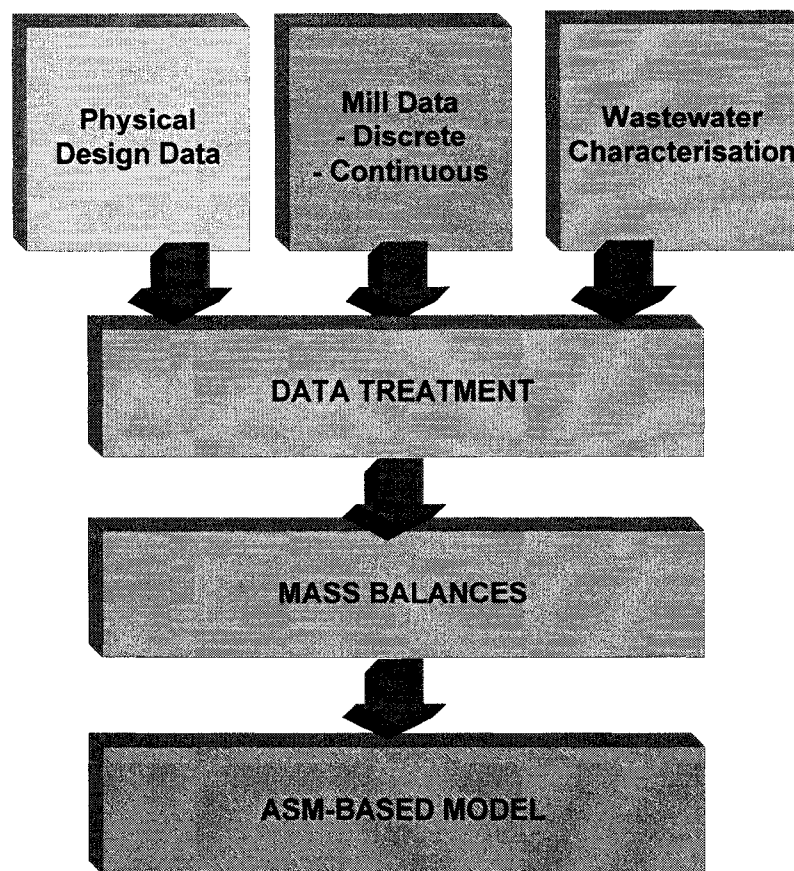 Physical
Design Data
Mill Data
- Discrete
- Continuous
Wastewater
Characterisation
DATA TREATMENT
MASS BALANCES
ASM-BASED MODEL